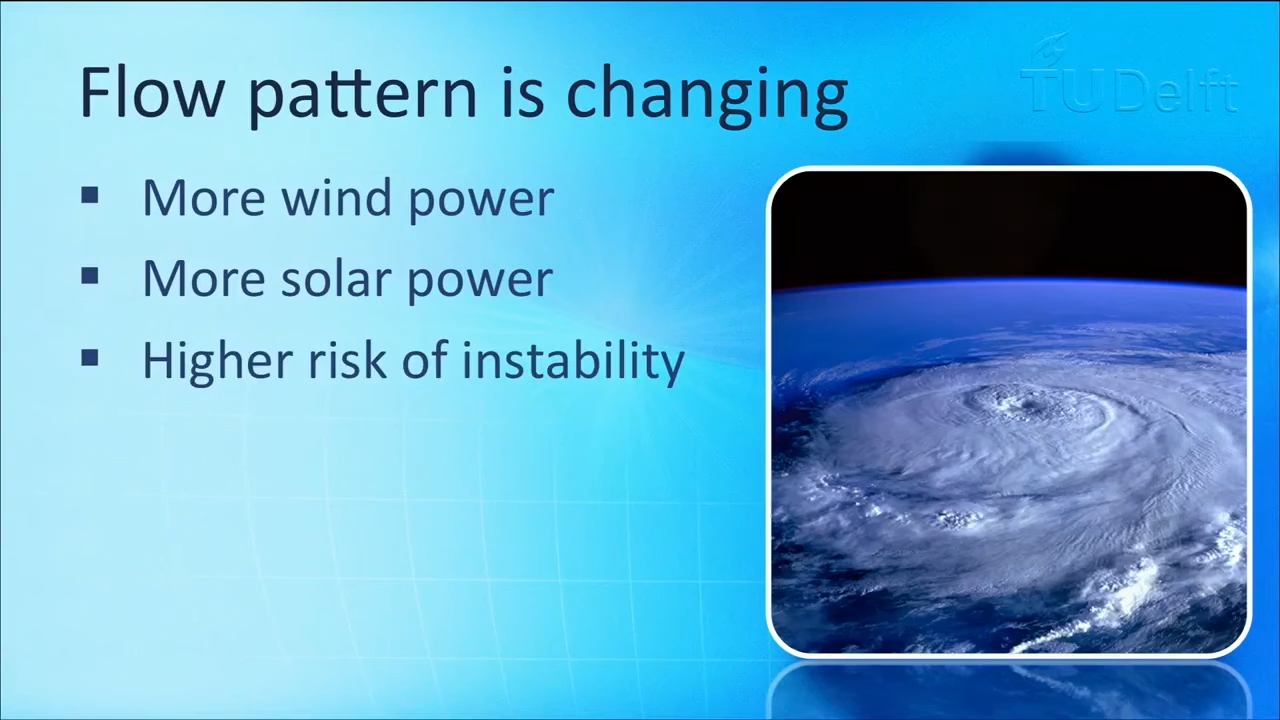 Flow pattern is changing
TU Delft
▪ More wind power
▪ More solar power
▪ Higher risk of instability